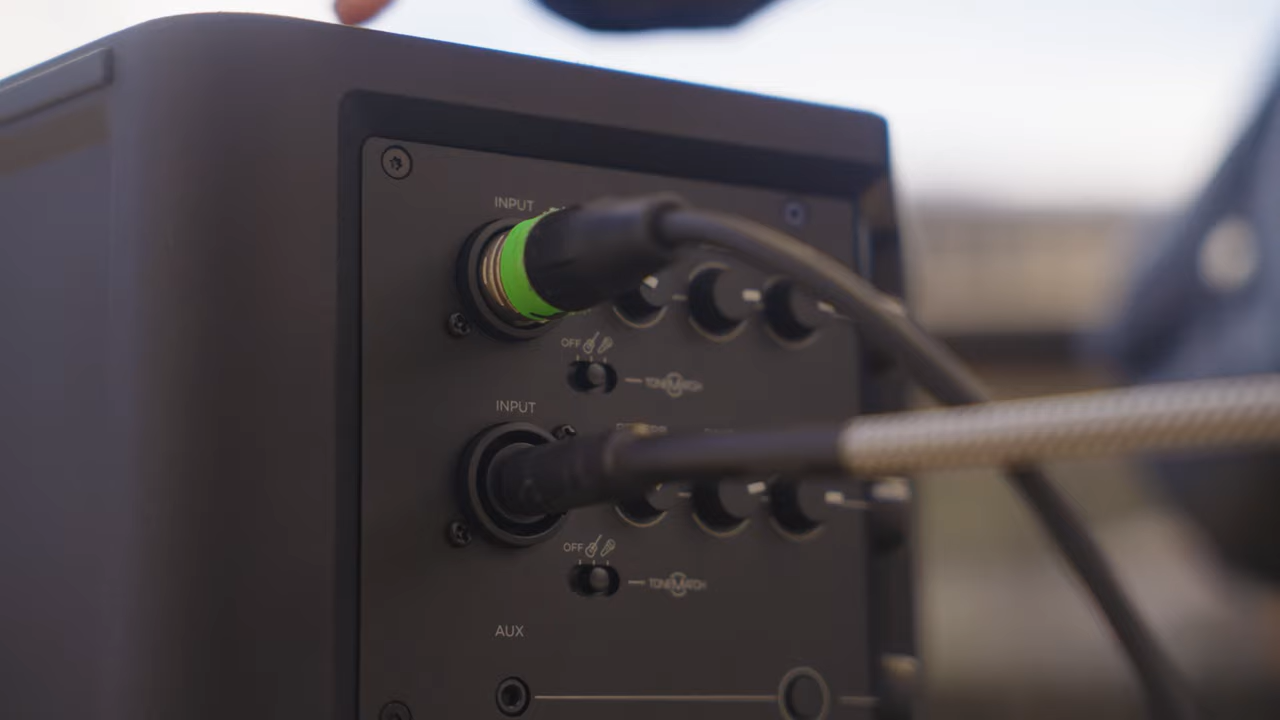 INPUT
OFF
TONEMATCH
INPUT
OFF
TONEMATCH
AUX